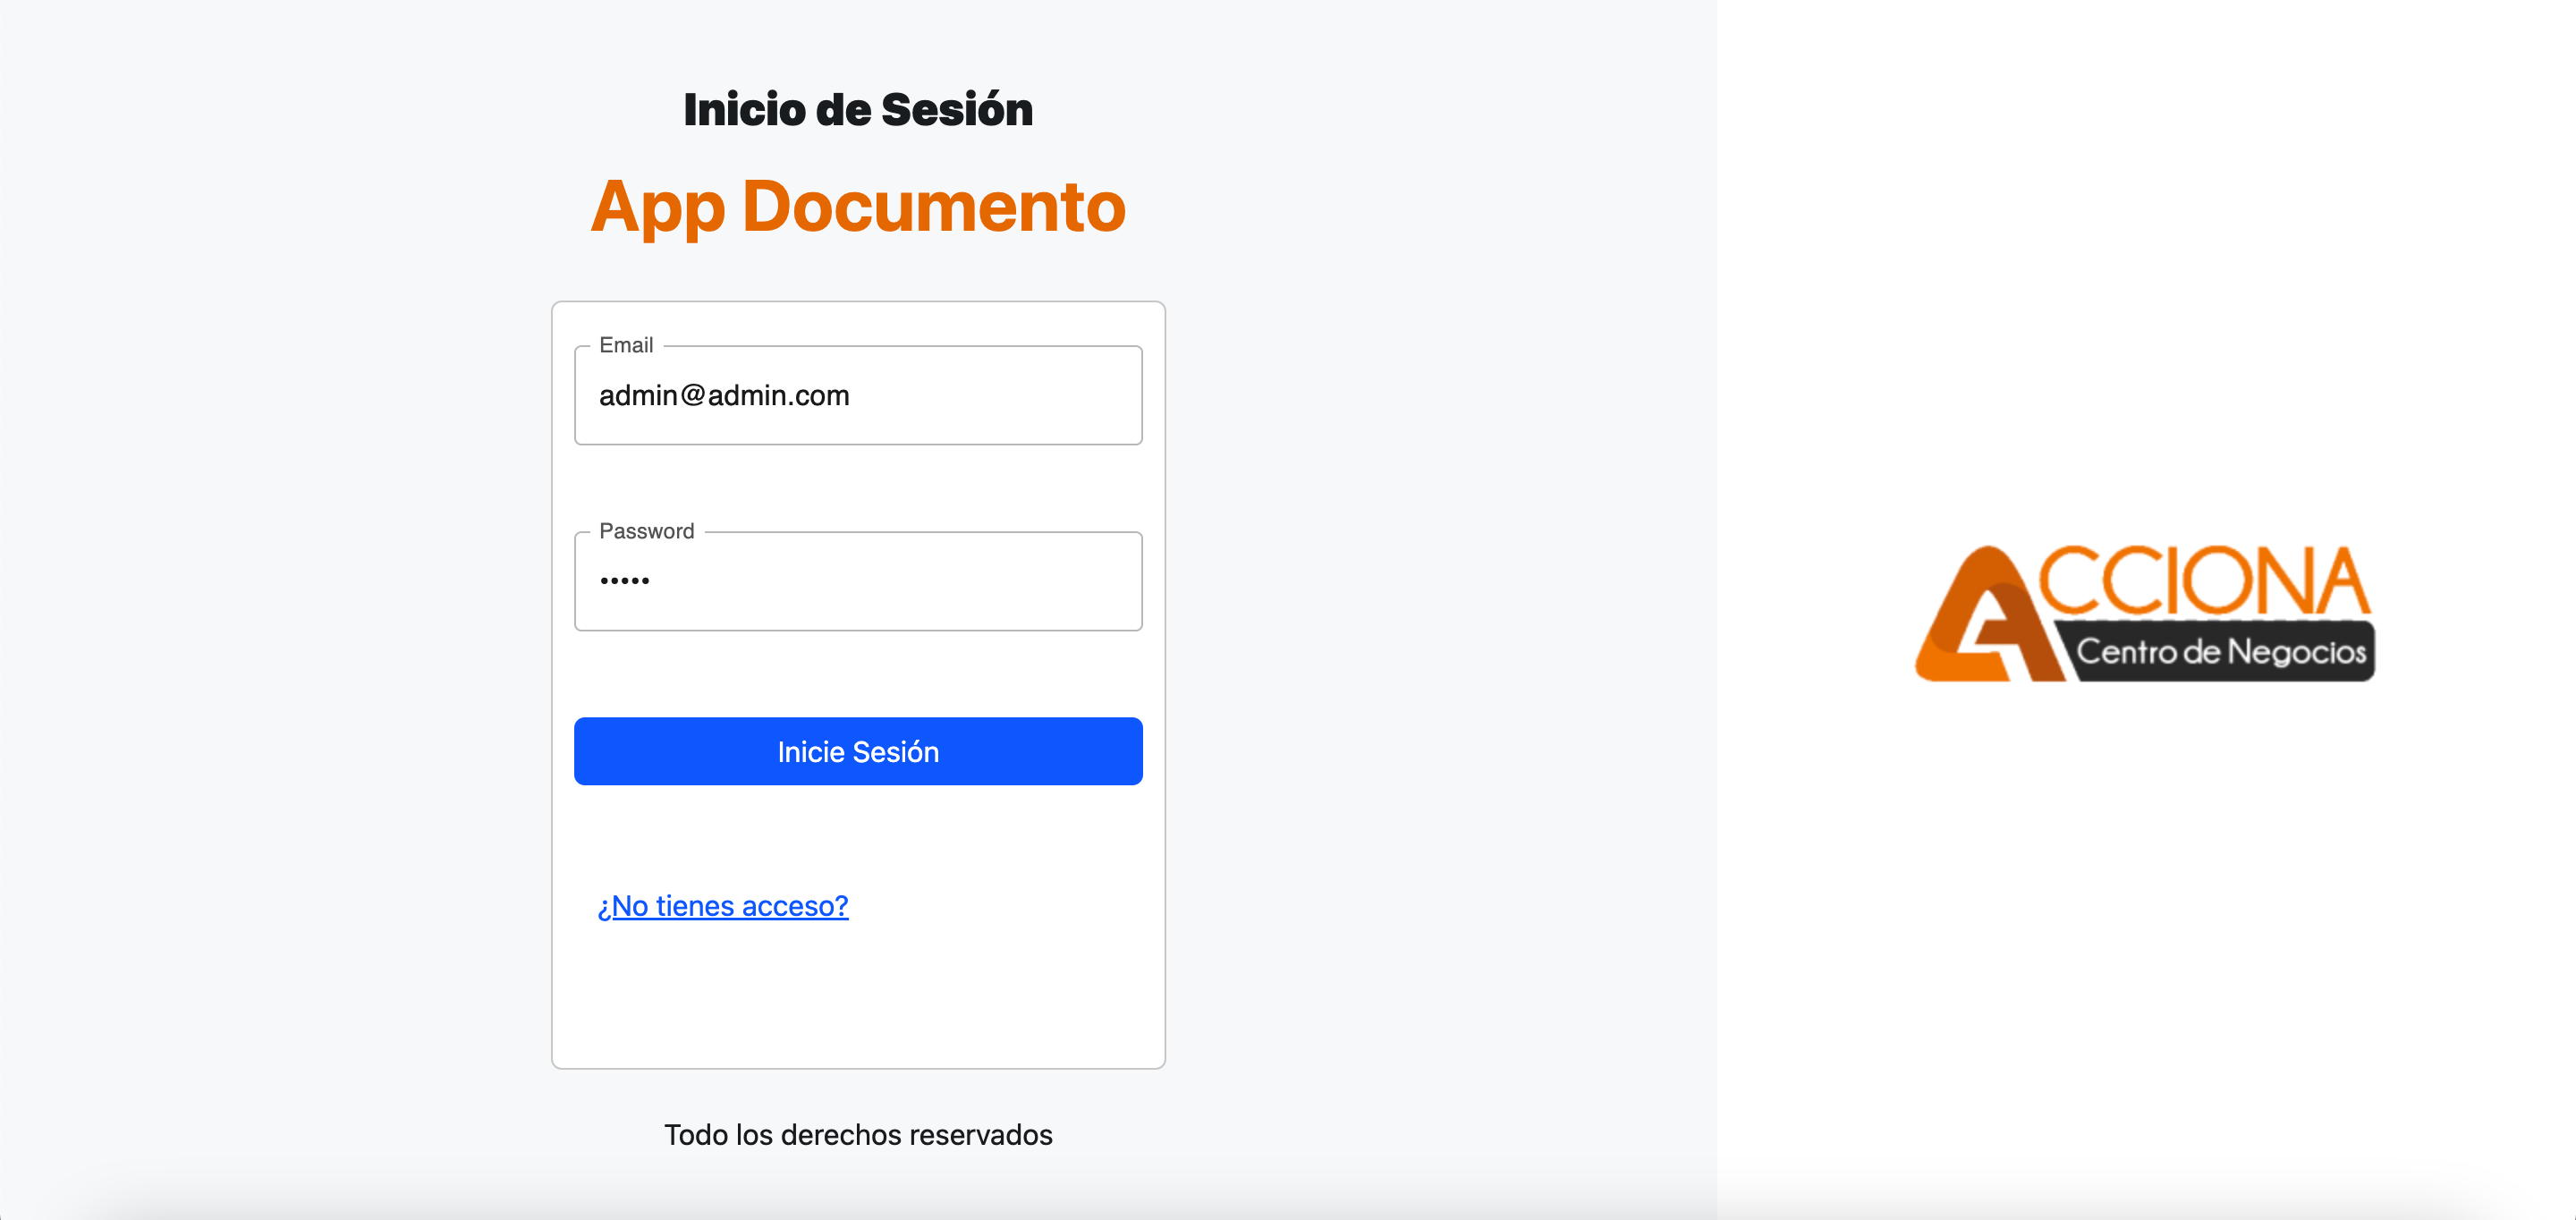 Inicio de Sesión
App Documento
Email
admin@admin.com
Password
•••••
Inicie Sesión
¿No tienes acceso?
Todo los derechos reservados
ACCIONA
Centro de Negocios